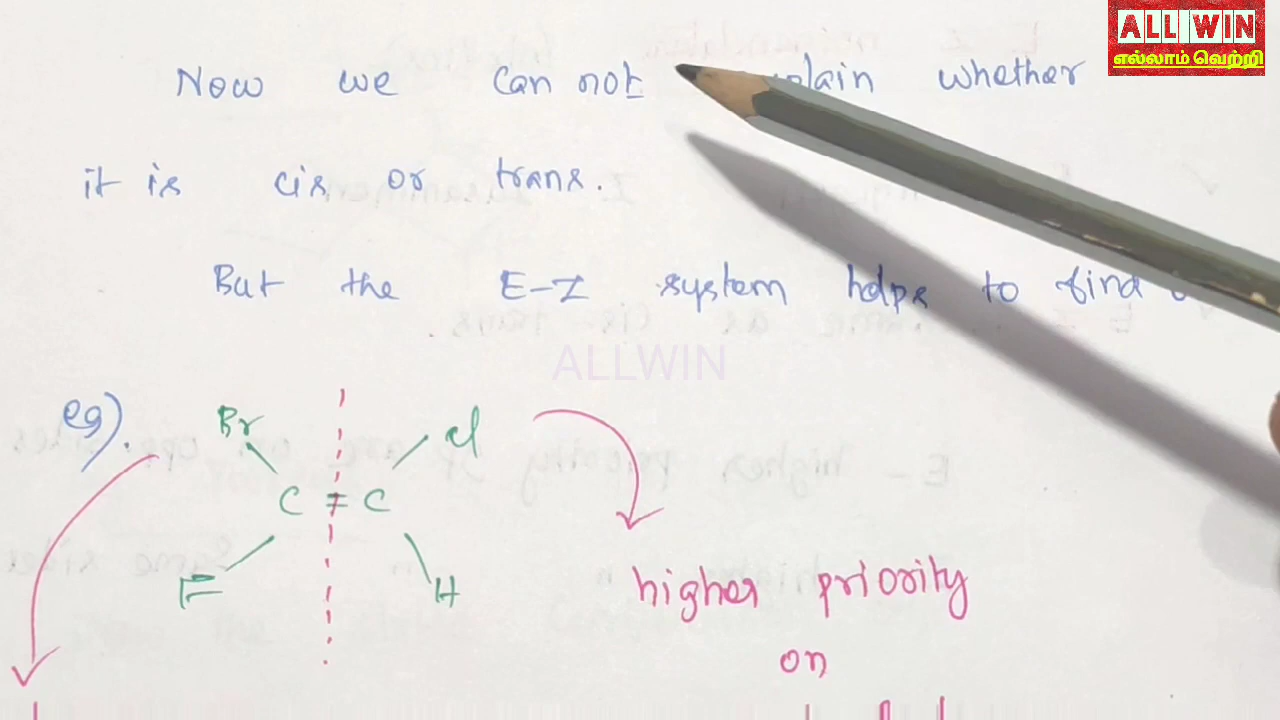 ALL WIN
எல்லாம் வெற்றி
Now we can not whether
it is cis or trans.
But the E-Z system helps to find
ALLWIN
eg).
Br Cl
C = C
F H
higher priority
on